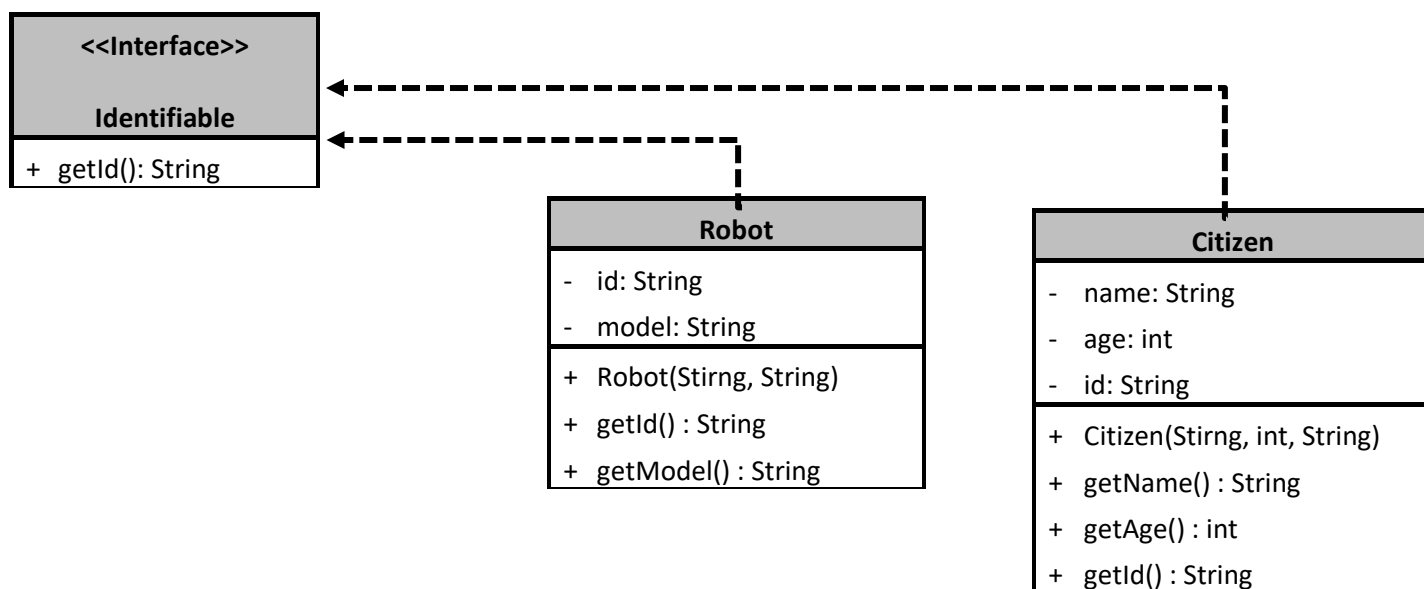 <<Interface>>
Identifiable
+ getId(): String
Robot
- id: String
- model: String
+ Robot(Stirng, String)
+ getId() : String
+ getModel() : String
Citizen
- name: String
- age: int
- id: String
+ Citizen(Stirng, int, String)
+ getName() : String
+ getAge() : int
+ getId() : String